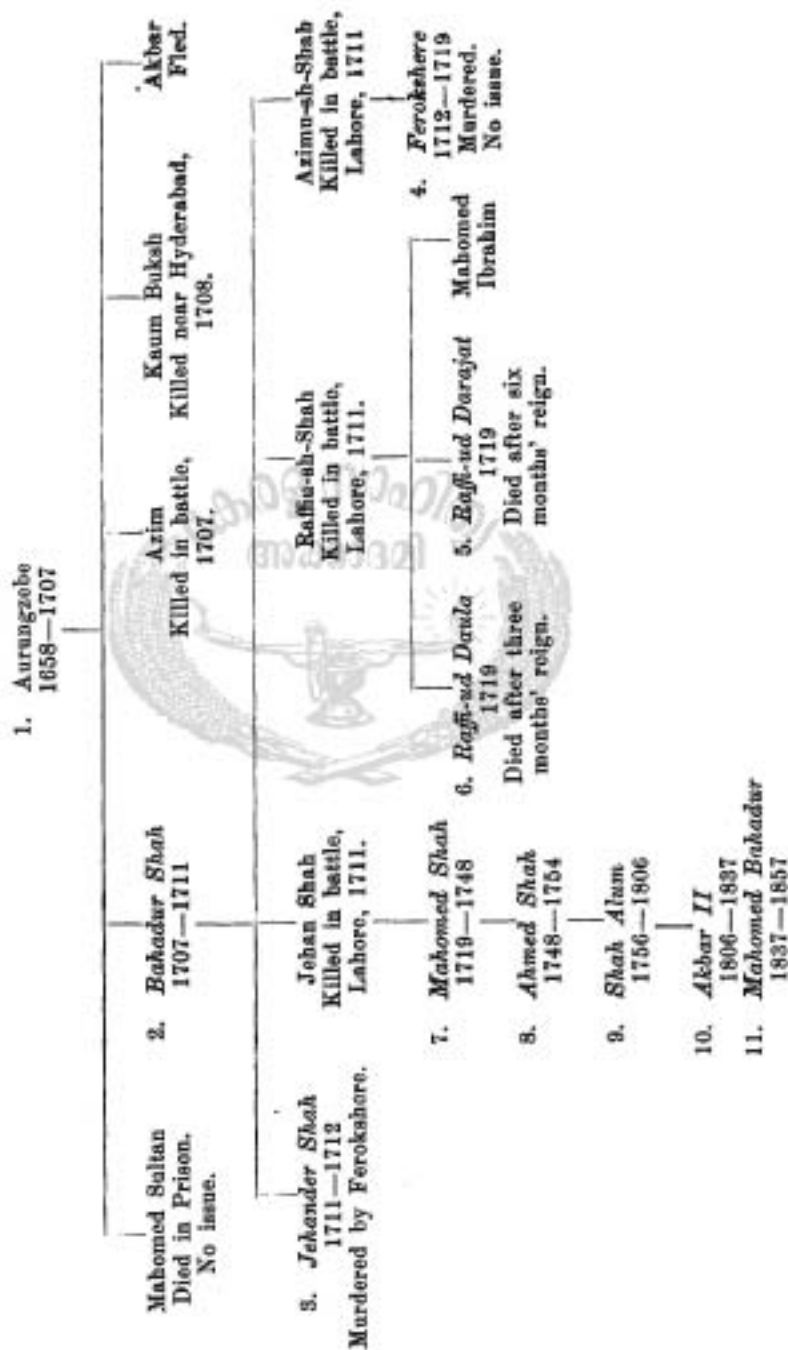 1. Aurungzebe
1658—1707
Mahomed Sultan
Died in Prison.
No issue.
2. Bahadur Shah
1707—1711
Azim
Killed in battle,
1707.
Kaum Buksh
Killed near Hyderabad,
1708.
Akbar
Fled.
3. Jehander Shah
1711—1712
Murdered by Ferokshere.
Jehan Shah
Killed in battle,
Lahore, 1711.
Raffiu-sh-Shah
Killed in battle,
Lahore, 1711.
Azimu-sh-Shah
Killed in battle,
Lahore, 1711
7. Mahomed Shah
1719—1748
6. Raffi-ud Daula
1719
Died after three
months' reign.
5. Raffi-ud Darajat
1719
Died after six
months' reign.
Mahomed
Ibrahim
4. Ferokshere
1712—1719
Murdered.
No issue.
8. Ahmed Shah
1748—1754
9. Shah Alum
1756—1806
10. Akbar II
1806—1837
11. Mahomed Bahadur
1837—1857
കേരള സാഹിത്യ
അക്കാദമി